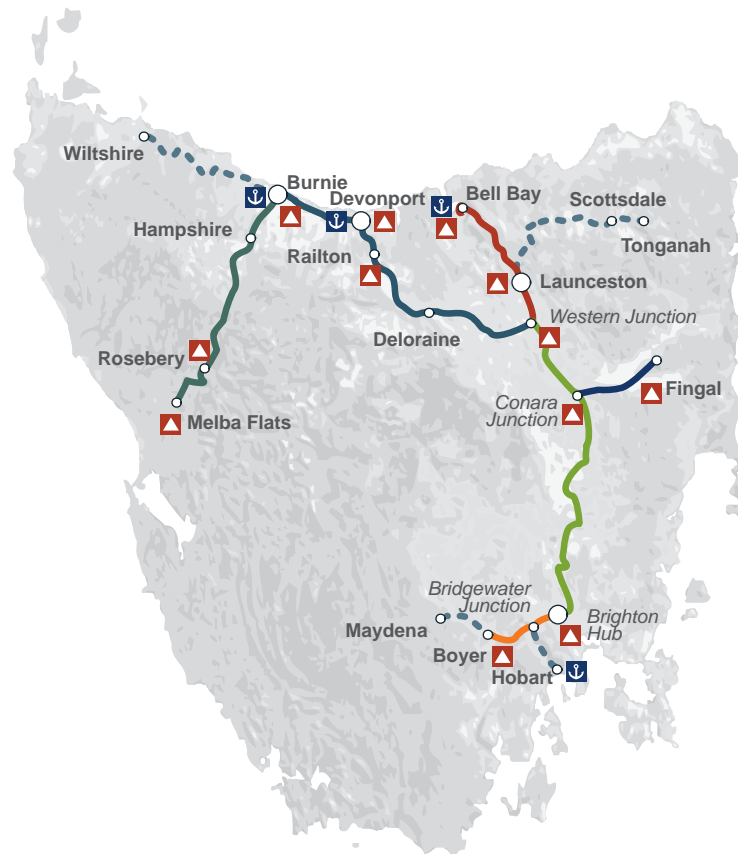 Wiltshire
Burnie
Devonport
Bell Bay
Scottsdale
Hampshire
Railton
Tonganah
Launceston
Western Junction
Deloraine
Rosebery
Fingal
Conara
Junction
Melba Flats
Bridgewater
Junction
Brighton
Hub
Maydena
Boyer
Hobart